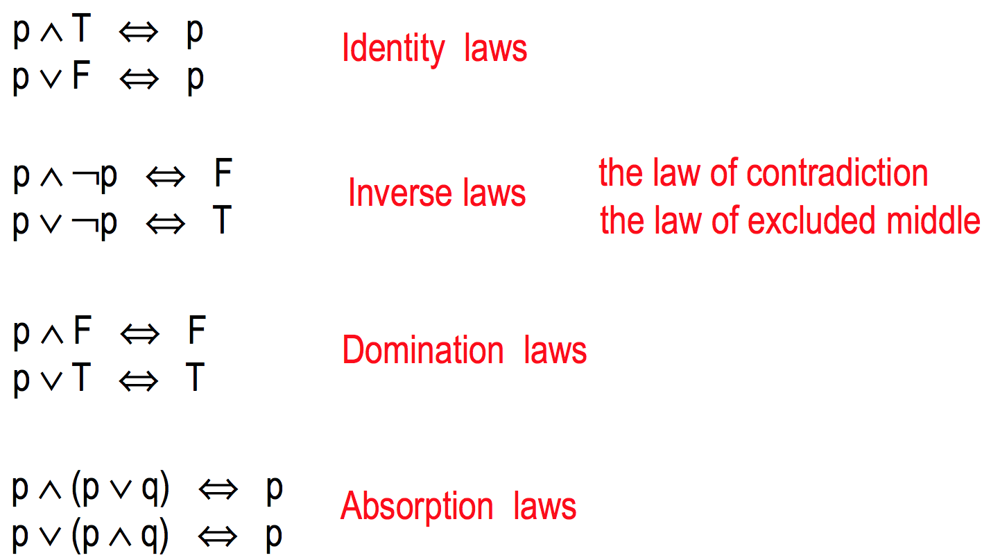 p ∧ T ⇔ p
p ∨ F ⇔ p
Identity laws
p ∧ ¬p ⇔ F
p ∨ ¬p ⇔ T
Inverse laws
the law of contradiction
the law of excluded middle
p ∧ F ⇔ F
p ∨ T ⇔ T
Domination laws
p ∧ (p ∨ q) ⇔ p
p ∨ (p ∧ q) ⇔ p
Absorption laws